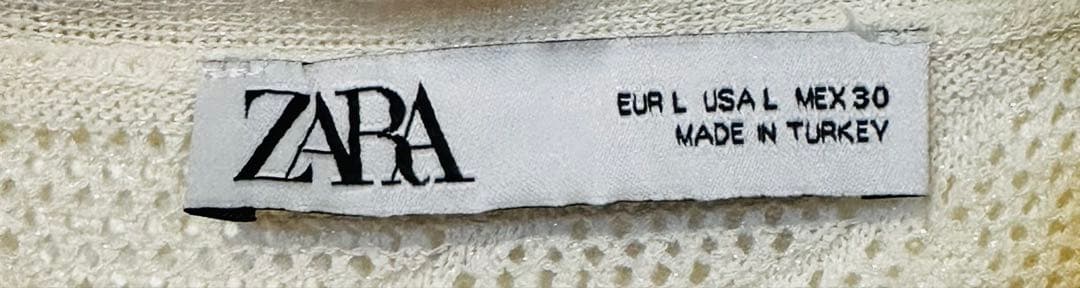 ZARA
EUR L USA L MEX 30
MADE IN TURKEY